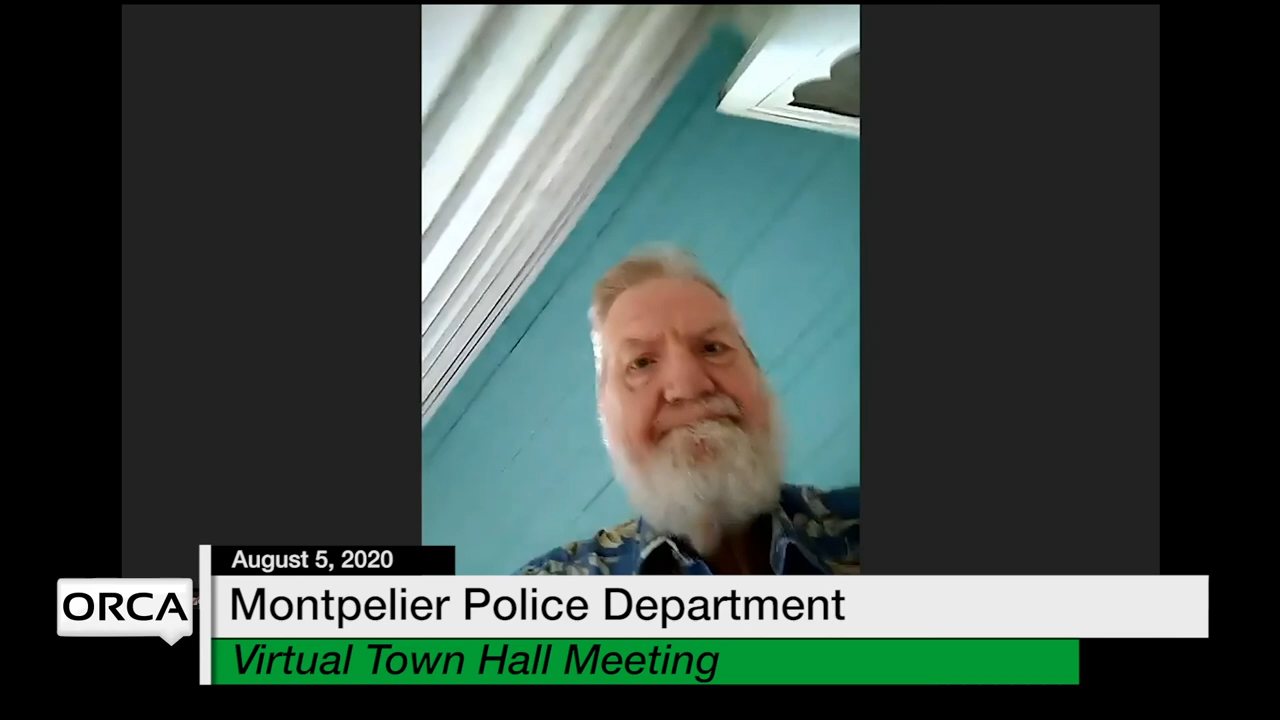 August 5, 2020
ORCA
Montpelier Police Department
Virtual Town Hall Meeting